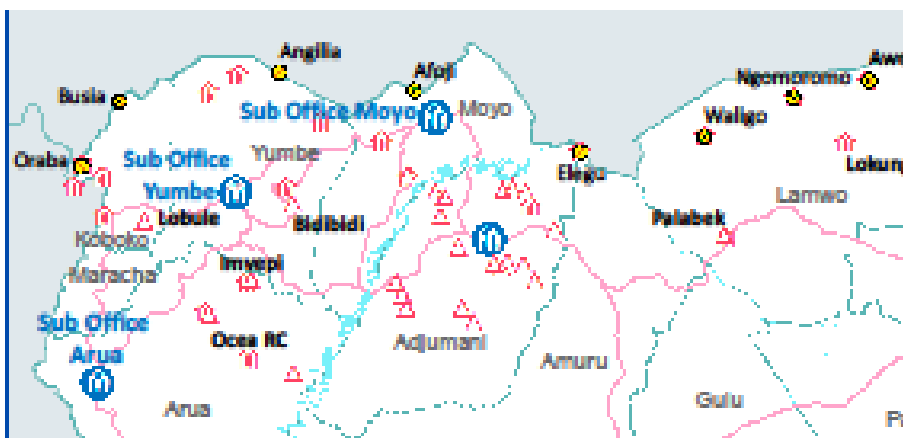 Angilia
Afoji
Awe
Ngomoromo
Busia
Sub Office Moyo
Moyo
Waligo
Oraba
Sub Office
Yumbe
Yumbe
Elegu
Lokung
Lobule
Bidibidi
Palabek
Lamwo
Koboko
Maracha
Imvepi
Sub Office
Arua
Ocea RC
Adjumani
Amuru
Gulu
Arua